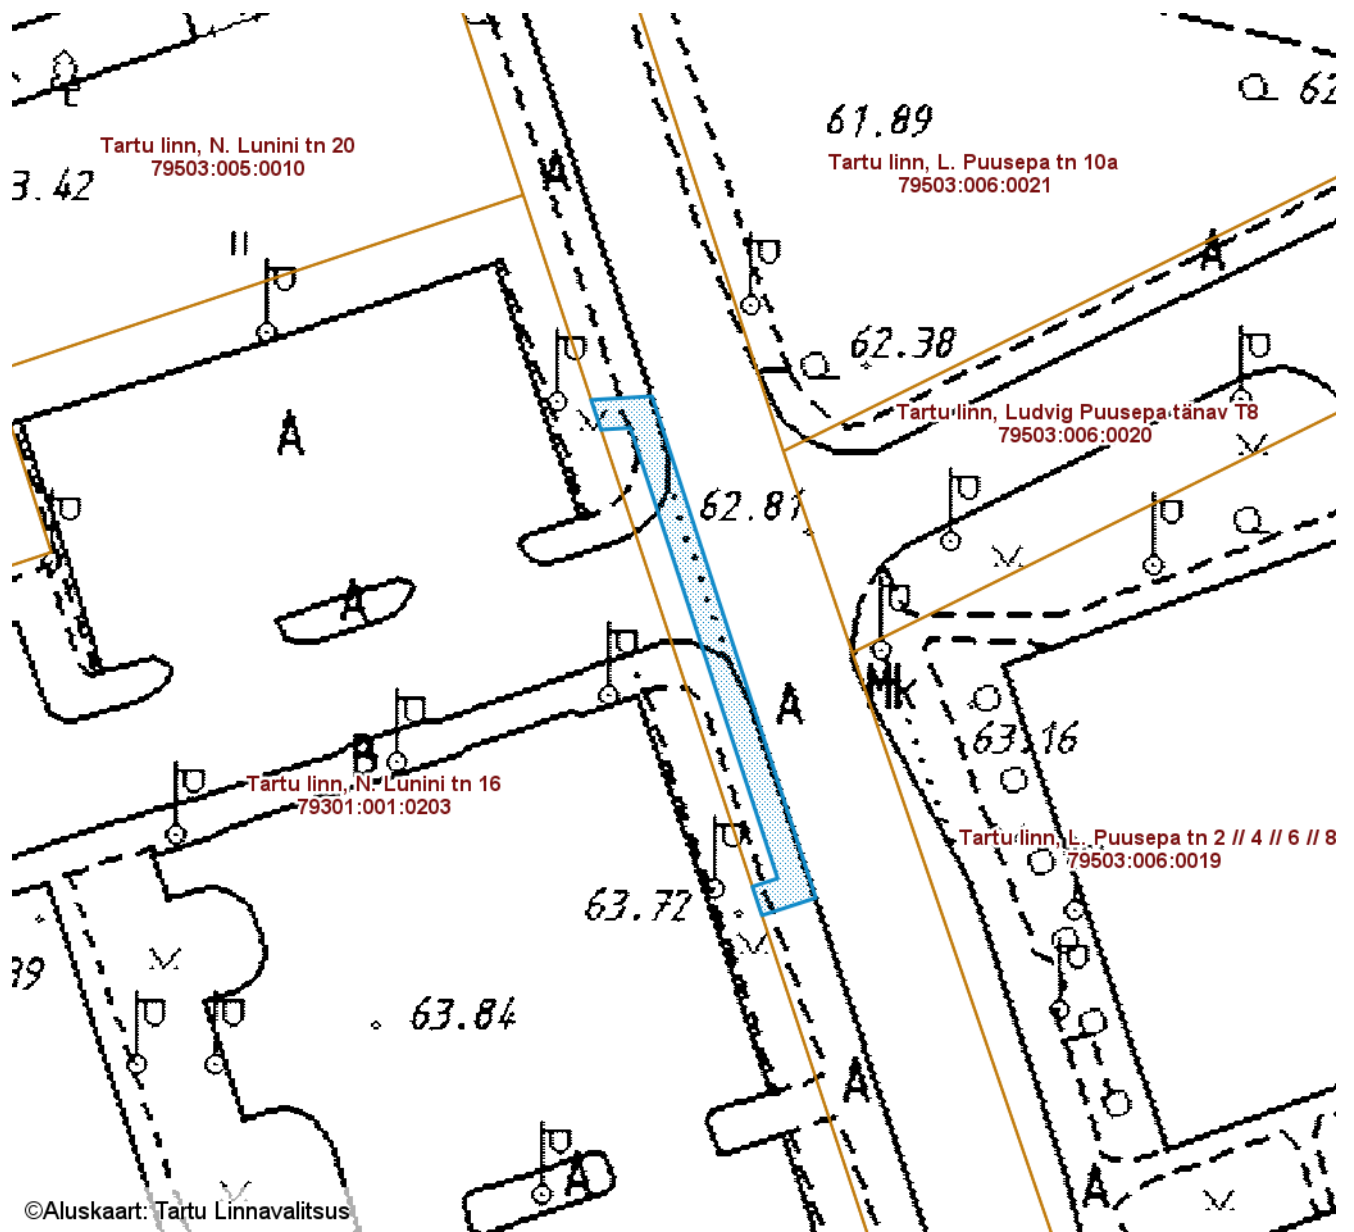 62
61.89
Tartu linn, N. Lunini tn 20
79503:005:0010
Tartu linn, L. Puusepa tn 10a
79503:006:0021
A
3.42
II
A
62.38
Tartu linn, Ludvig Puusepa tänav T8
79503:006:0020
A
62.81
A
Mk
A
63.16
B
Tartu linn, N. Lunini tn 16
79301:001:0203
Tartu linn, L. Puusepa tn 2 // 4 // 6 // 8
79503:006:0019
63.72
63.84
A
A
A
©Aluskaart: Tartu Linnavalitsus